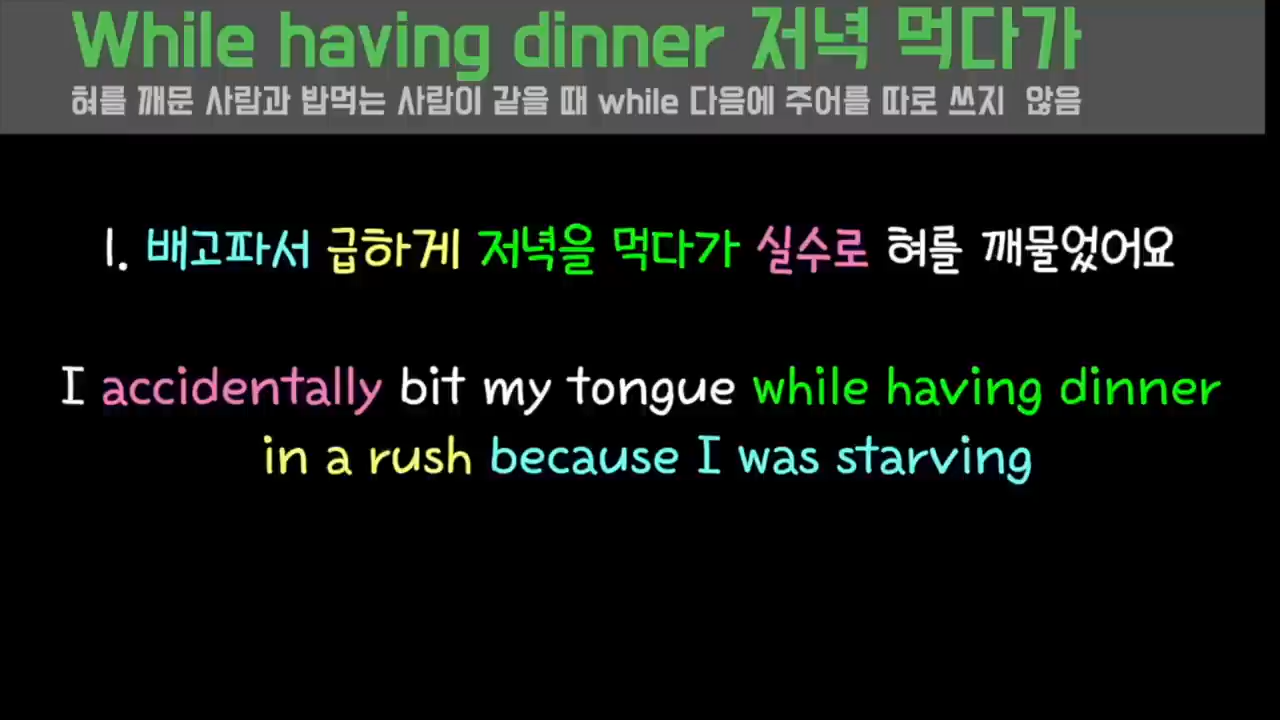 While having dinner 저녁 먹다가
혀를 깨문 사람과 밥먹는 사람이 같을 때 while 다음에 주어를 따로 쓰지 않음
1. 배고파서 급하게 저녁을 먹다가 실수로 혀를 깨물었어요
I accidentally bit my tongue while having dinner
in a rush because I was starving